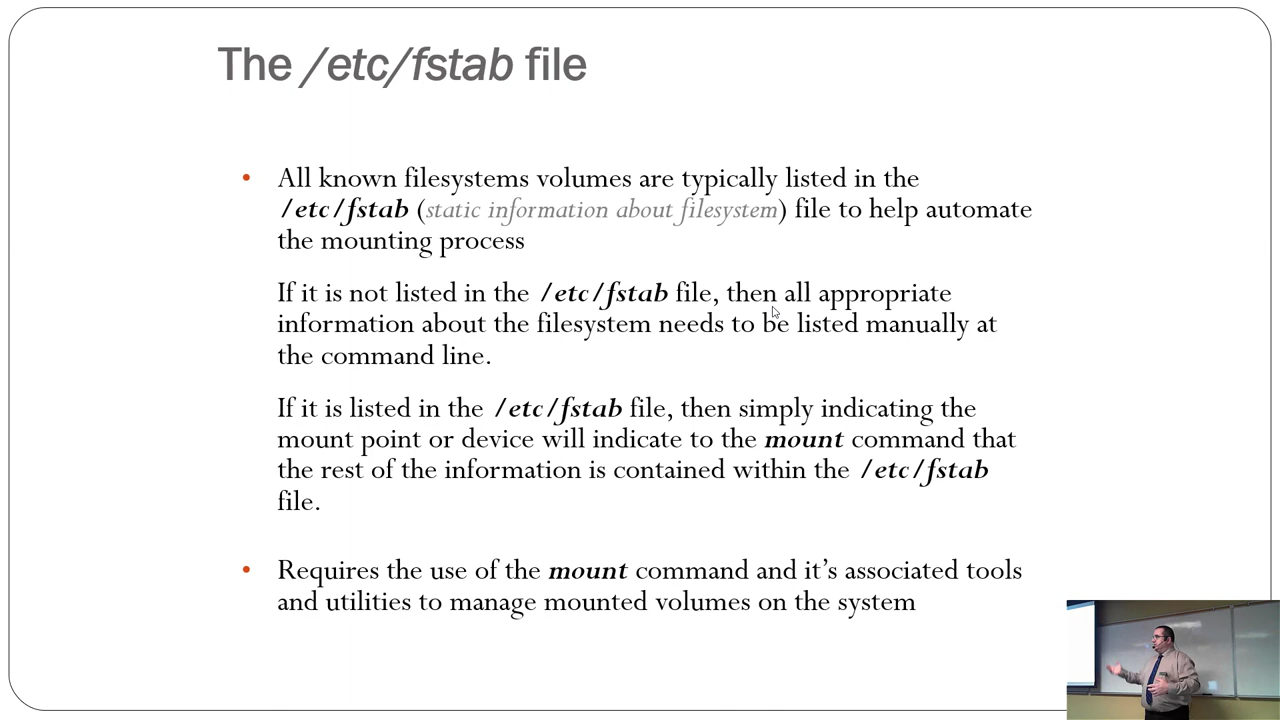 The /etc/fstab file
• All known filesystems volumes are typically listed in the
/etc/fstab (static information about filesystem) file to help automate
the mounting process
If it is not listed in the /etc/fstab file, then all appropriate
information about the filesystem needs to be listed manually at
the command line.
If it is listed in the /etc/fstab file, then simply indicating the
mount point or device will indicate to the mount command that
the rest of the information is contained within the /etc/fstab
file.
• Requires the use of the mount command and it's associated tools
and utilities to manage mounted volumes on the system